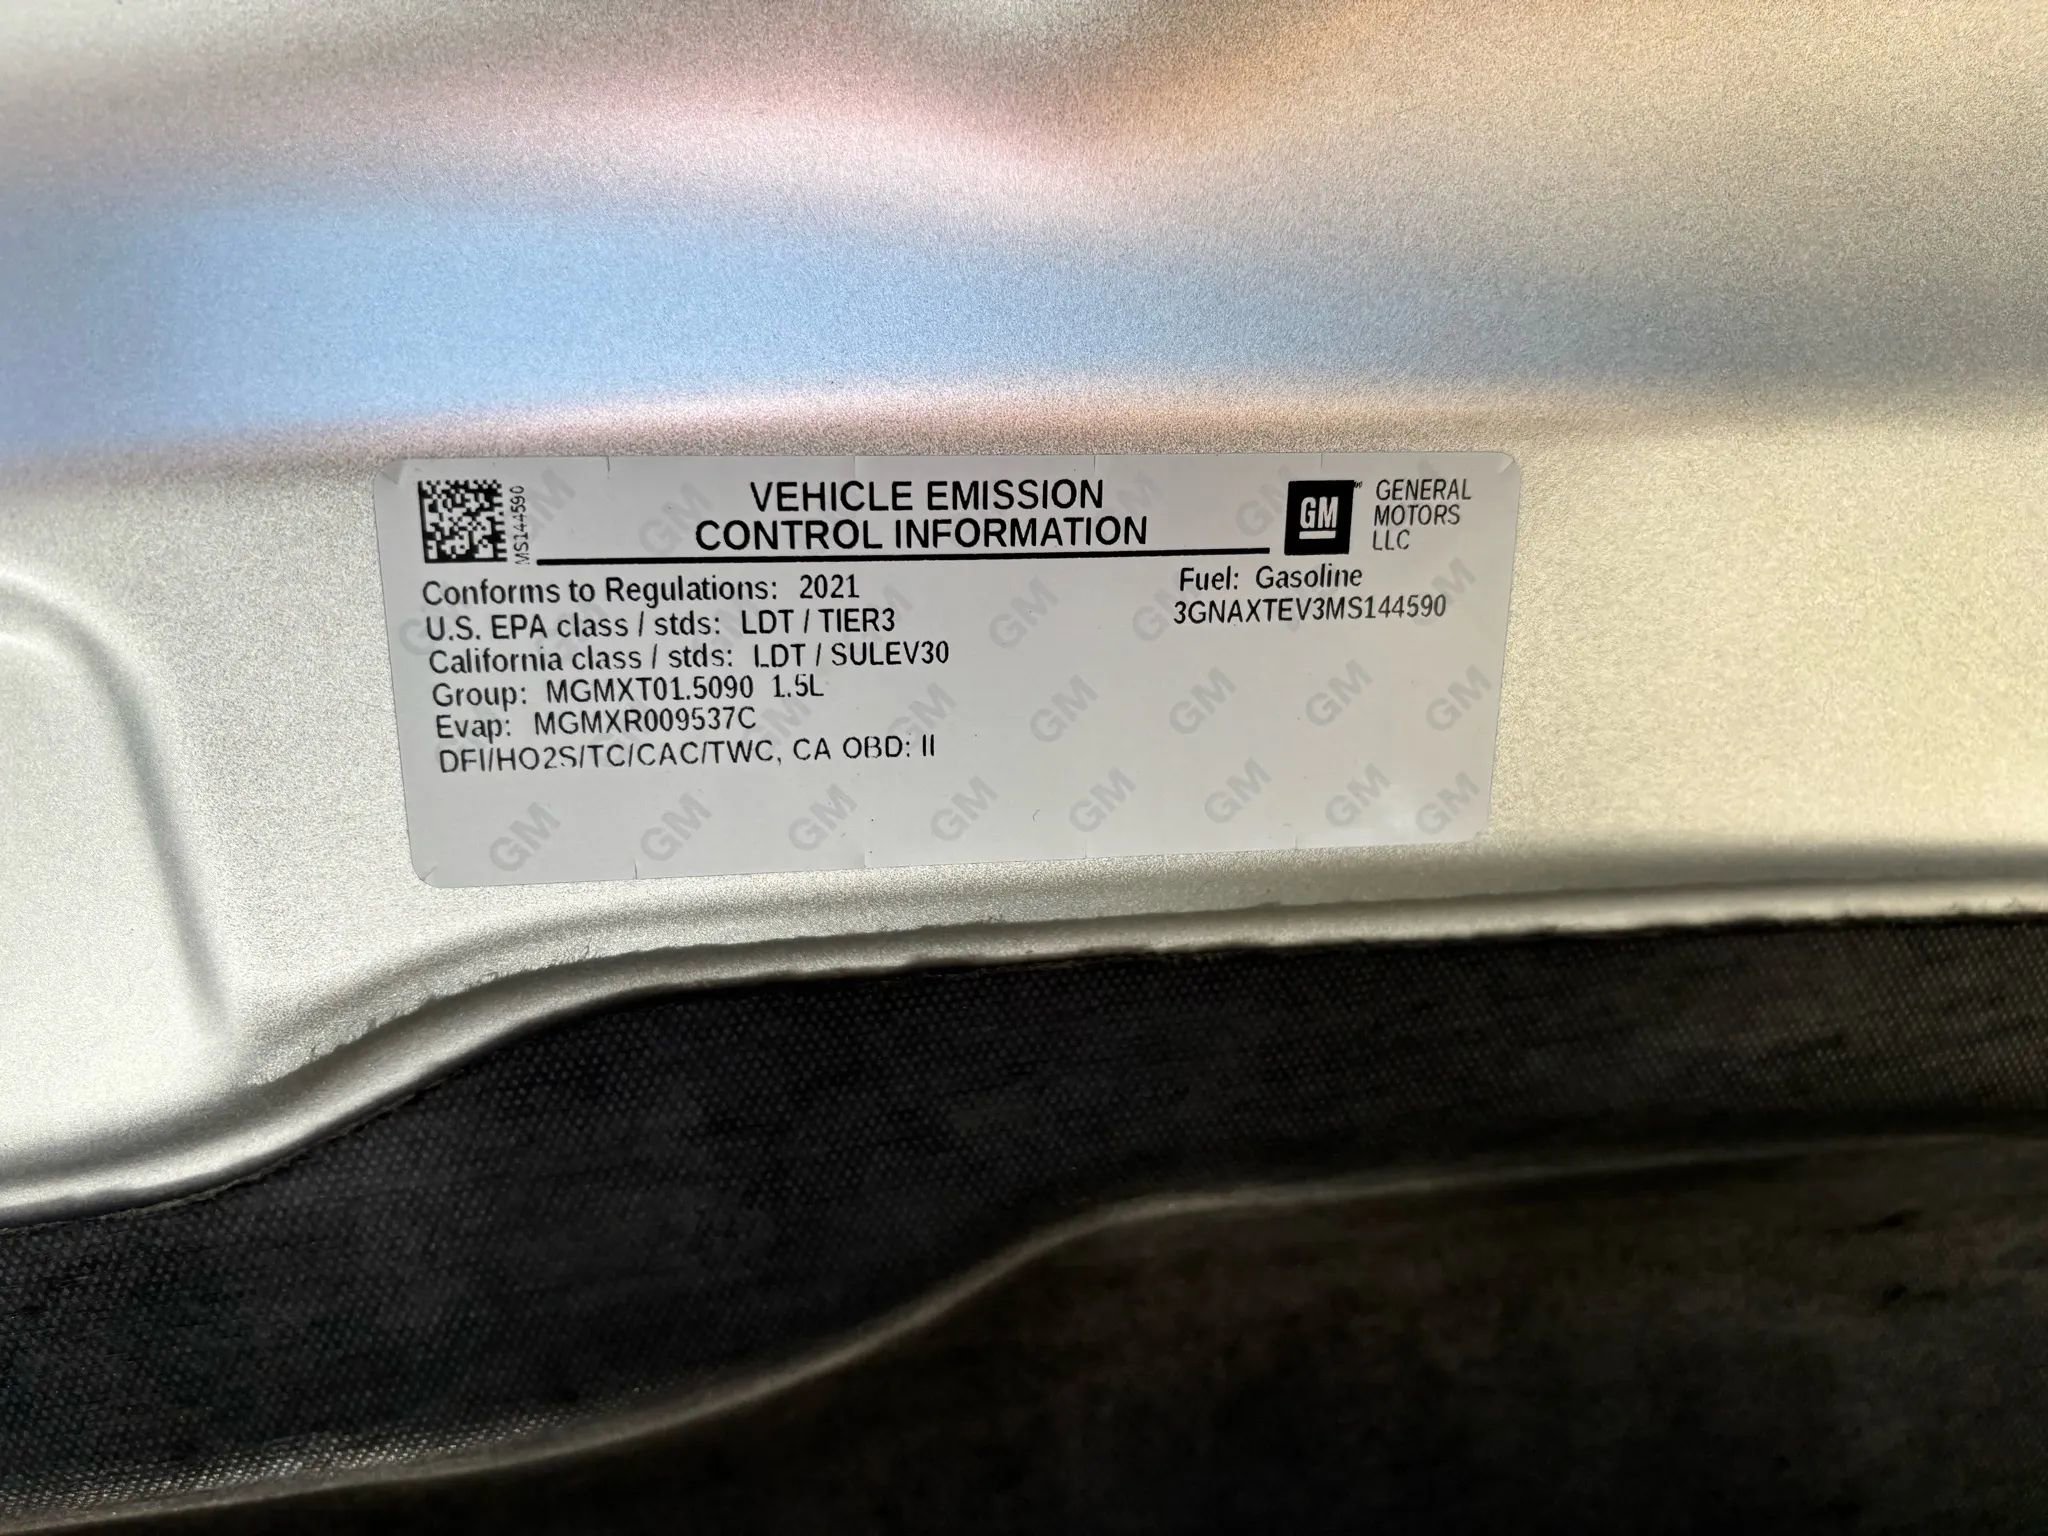 MS144590
VEHICLE EMISSION
CONTROL INFORMATION
GM
GENERAL
MOTORS
LLC
Conforms to Regulations: 2021
U.S. EPA class / stds: LDT / TIER3
California class / stds: LDT / SULEV30
Group: MGMXT01.5090 1.5L
Evap: MGMXR009537C
DFI/HO2S/TC/CAC/TWC, CA OBD: II
Fuel: Gasoline
3GNAXTEV3MS144590